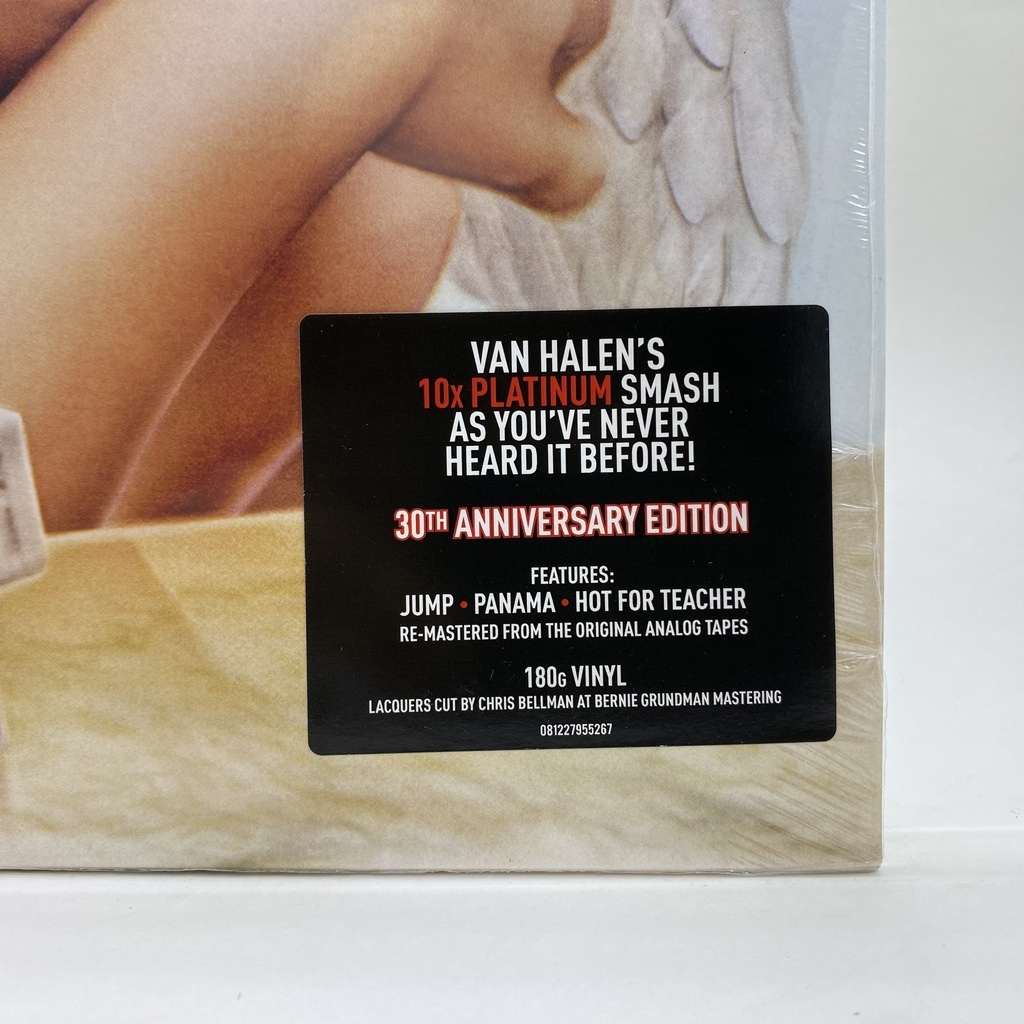 VAN HALEN'S
10x PLATINUM SMASH
AS YOU'VE NEVER
HEARD IT BEFORE!
30TH ANNIVERSARY EDITION
FEATURES:
JUMP • PANAMA • HOT FOR TEACHER
RE-MASTERED FROM THE ORIGINAL ANALOG TAPES
180G VINYL
LACQUERS CUT BY CHRIS BELLMAN AT BERNIE GRUNDMAN MASTERING
081227955267